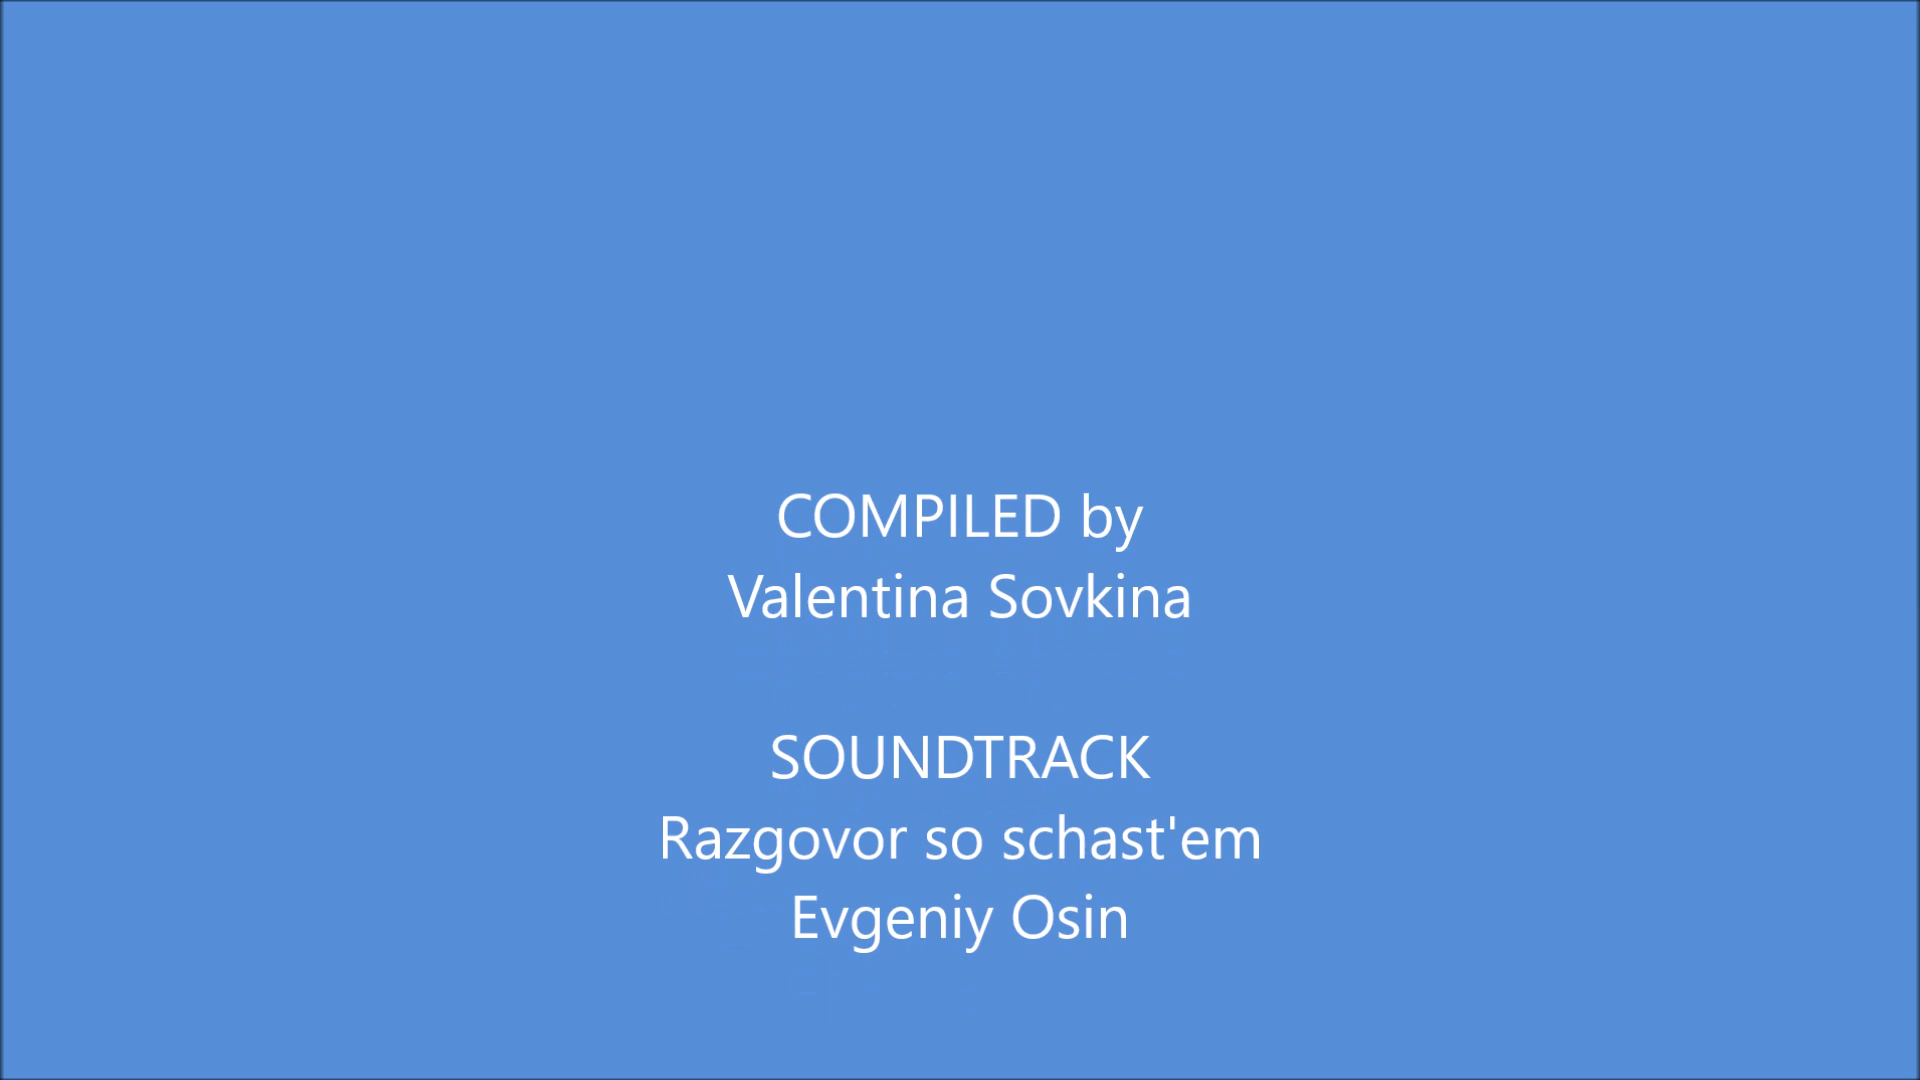 COMPILED by
Valentina Sovkina
SOUNDTRACK
Razgovor so schast'em
Evgeniy Osin